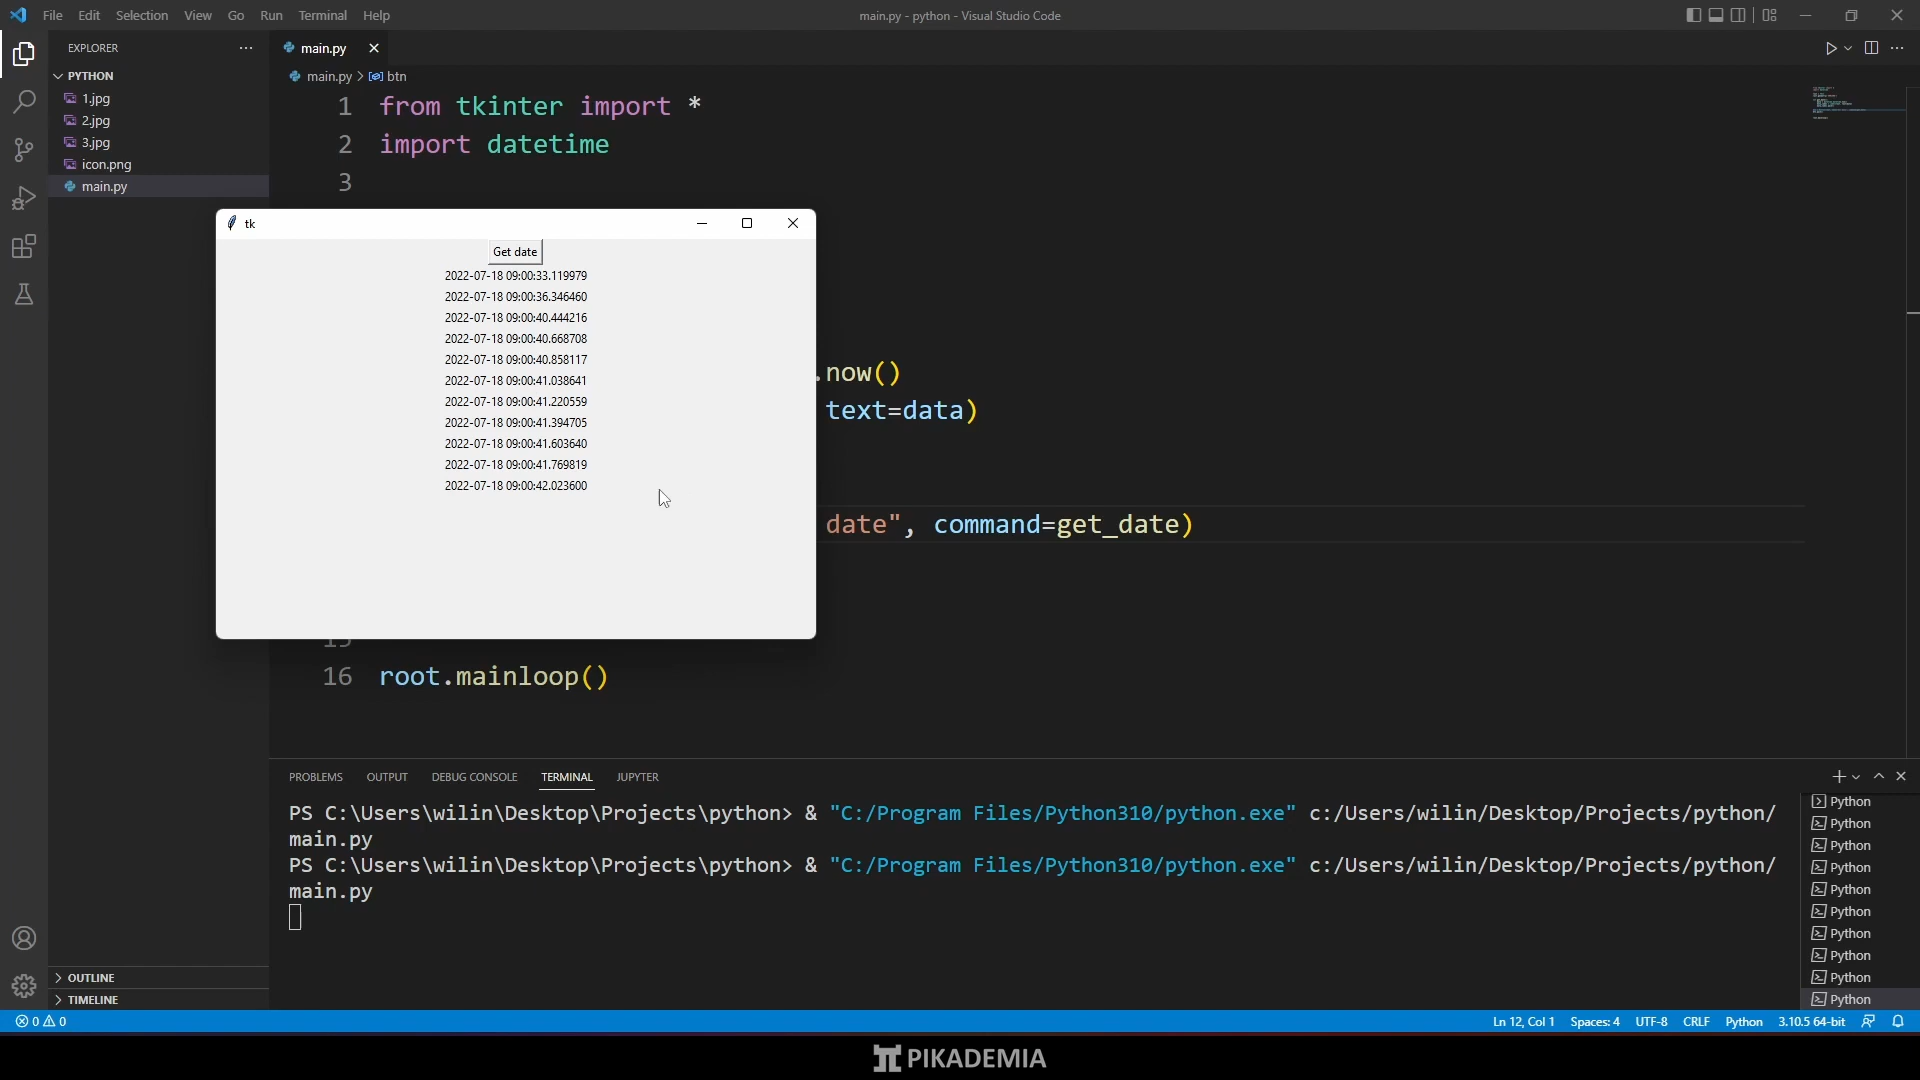 File Edit Selection View Go Run Terminal Help
main.py - python - Visual Studio Code
EXPLORER
main.py
PYTHON
main.py > btn
1.jpg
2.jpg
3.jpg
icon.png
main.py
1 from tkinter import *
2 import datetime
3
tk
Get date
2022-07-18 09:00:33.119979
2022-07-18 09:00:36.346460
2022-07-18 09:00:40.444216
2022-07-18 09:00:40.668708
2022-07-18 09:00:40.858117
2022-07-18 09:00:41.038641
2022-07-18 09:00:41.220559
2022-07-18 09:00:41.394705
2022-07-18 09:00:41.603640
2022-07-18 09:00:41.769819
2022-07-18 09:00:42.023600
.now()
text=data)
date", command=get_date)
15
16 root.mainloop()
PROBLEMS OUTPUT DEBUG CONSOLE TERMINAL JUPYTER
PS C:\Users\wilin\Desktop\Projects\python> & "C:/Program Files/Python310/python.exe" c:/Users/wilin/Desktop/Projects/python/
main.py
PS C:\Users\wilin\Desktop\Projects\python> & "C:/Program Files/Python310/python.exe" c:/Users/wilin/Desktop/Projects/python/
main.py
Python
Python
Python
Python
Python
Python
Python
Python
Python
Python
OUTLINE
TIMELINE
0 0
Ln 12, Col 1 Spaces: 4 UTF-8 CRLF Python 3.10.5 64-bit
PIKADEMIA